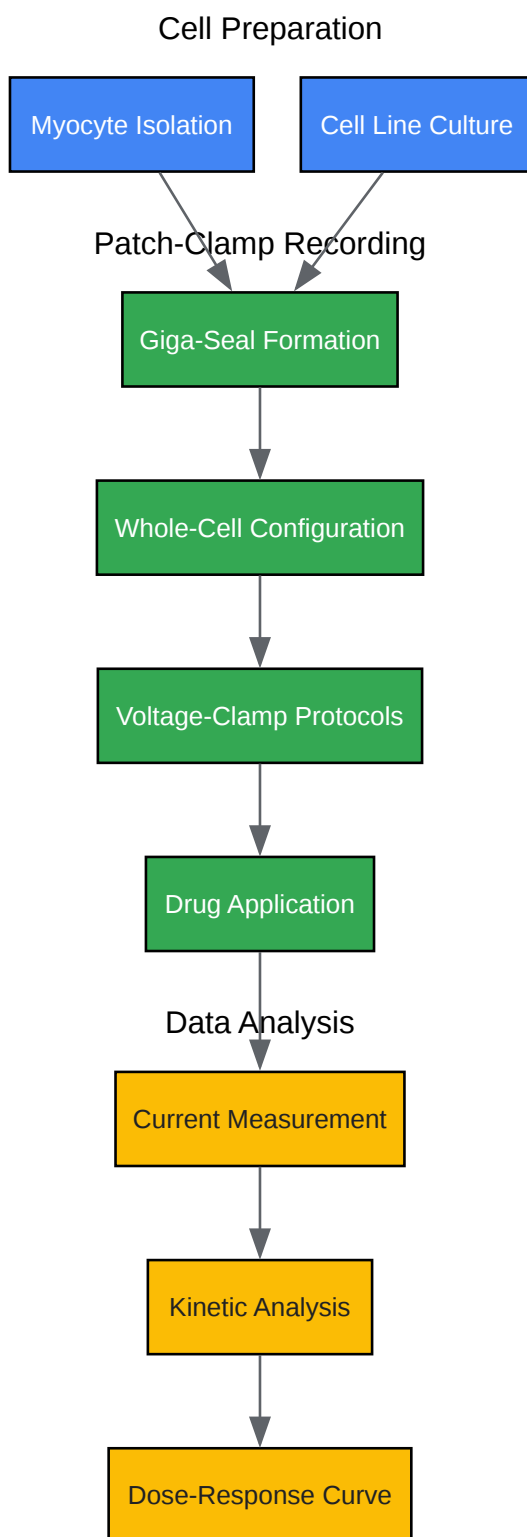 Cell Preparation
Myocyte Isolation
Cell Line Culture
Patch-Clamp Recording
Giga-Seal Formation
Whole-Cell Configuration
Voltage-Clamp Protocols
Drug Application
Data Analysis
Current Measurement
Kinetic Analysis
Dose-Response Curve